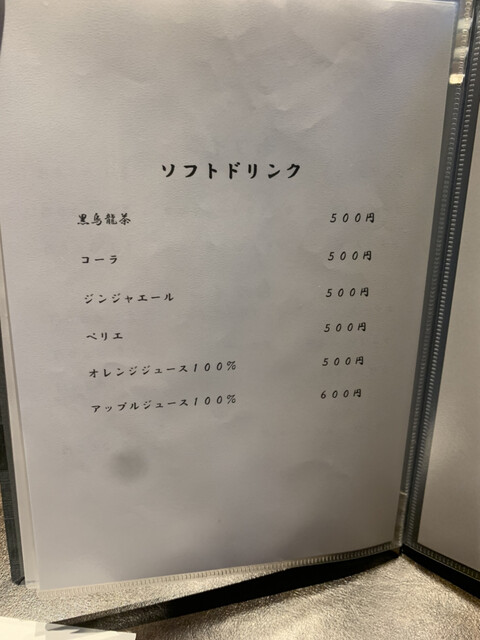 ソフトドリンク
黒烏龍茶 500円
コーラ 500円
ジンジャエール 500円
ペリエ 500円
オレンジジュース100% 500円
アップルジュース100% 600円